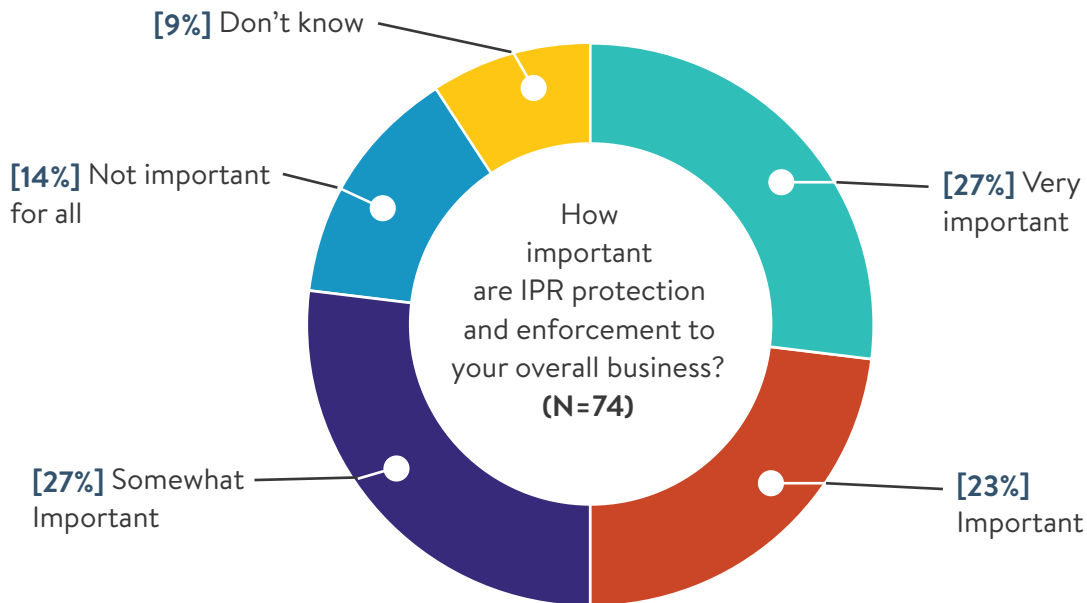 [9%] Don’t know
[14%] Not important
for all
[27%] Very
important
How
important
are IPR protection
and enforcement to
your overall business?
(N=74)
[27%] Somewhat
Important
[23%]
Important